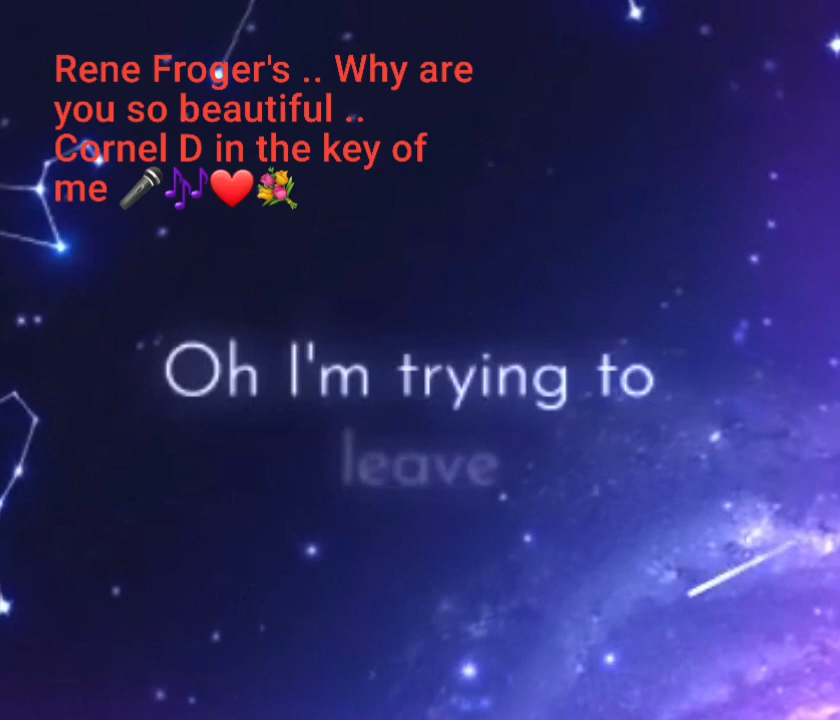 Rene Froger's .. Why are
you so beautiful ..
Cornel D in the key of
me 🎤🎶❤️💐
Oh I'm trying to
leave